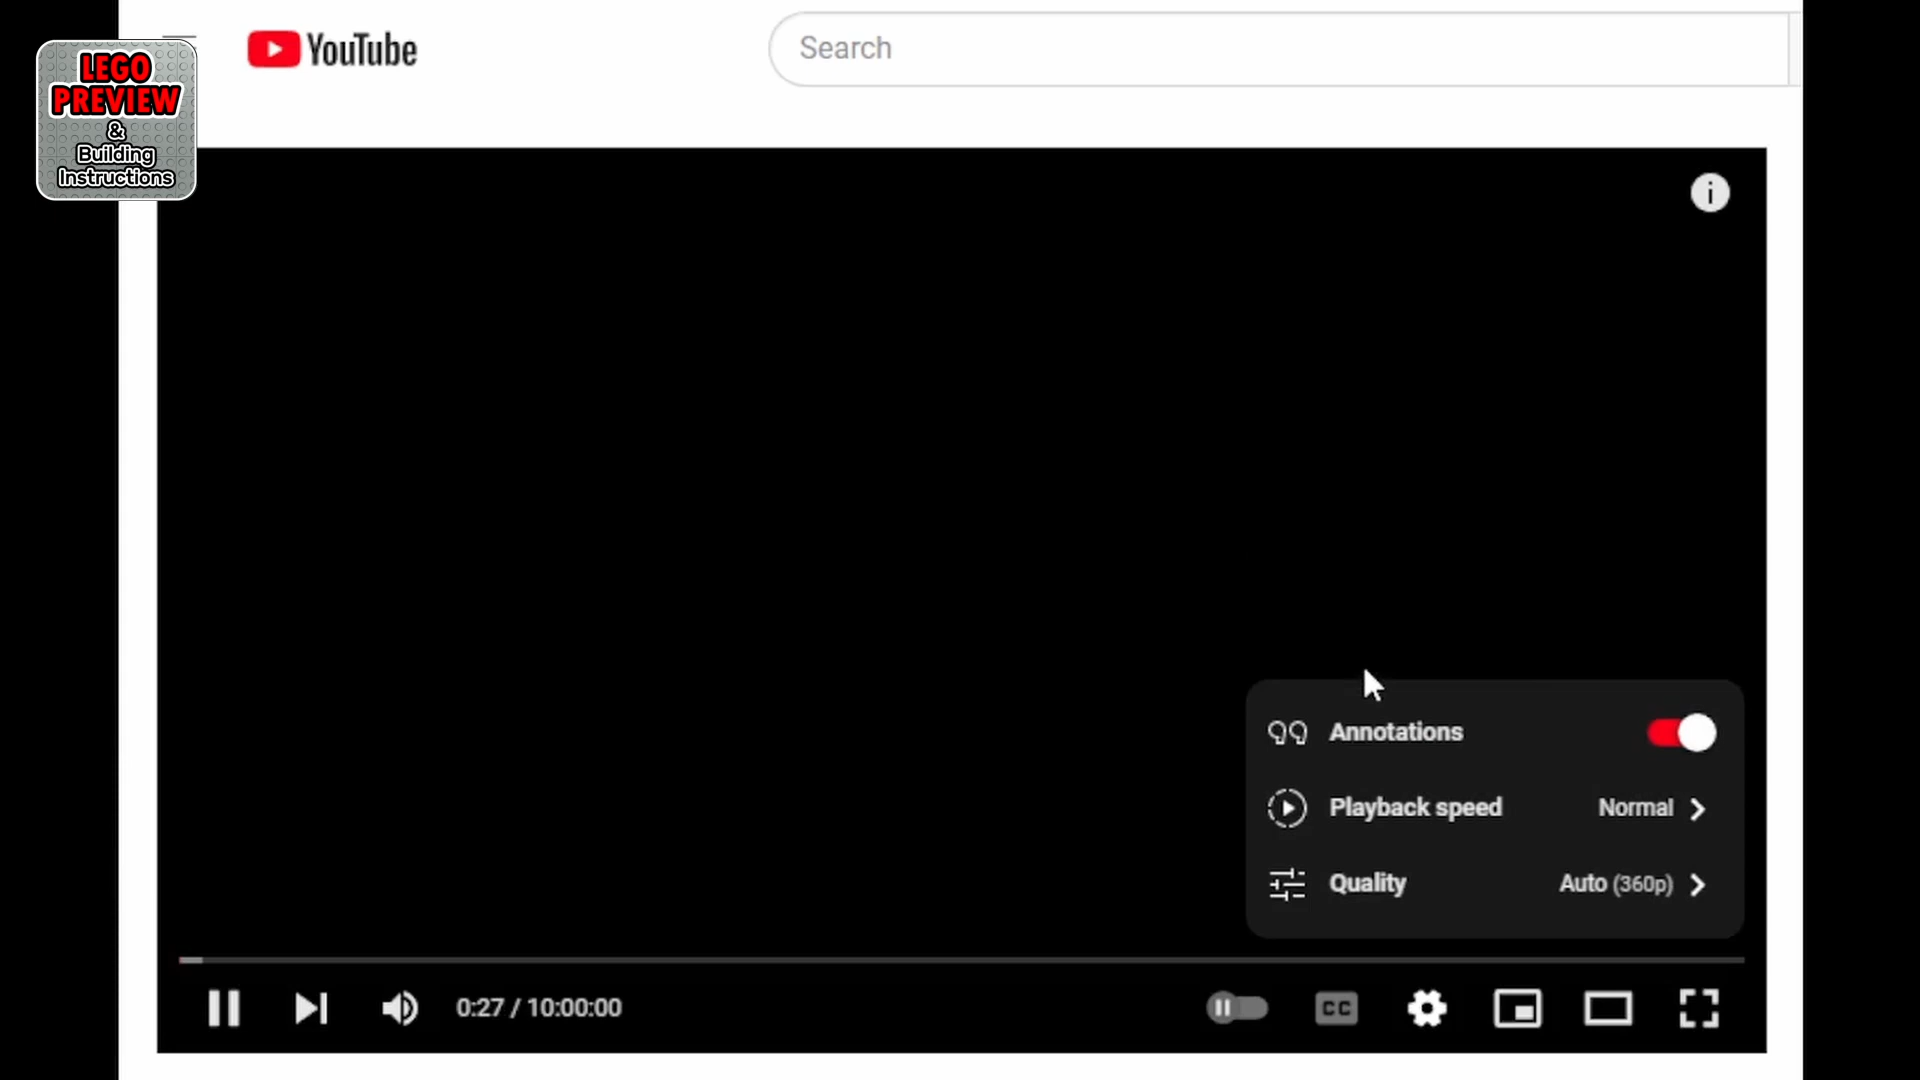 LEGO
PREVIEW
&
Building
Instructions
YouTube
Search
i
Annotations
Playback speed Normal
Quality Auto (360p)
0:27 / 10:00:00
CC